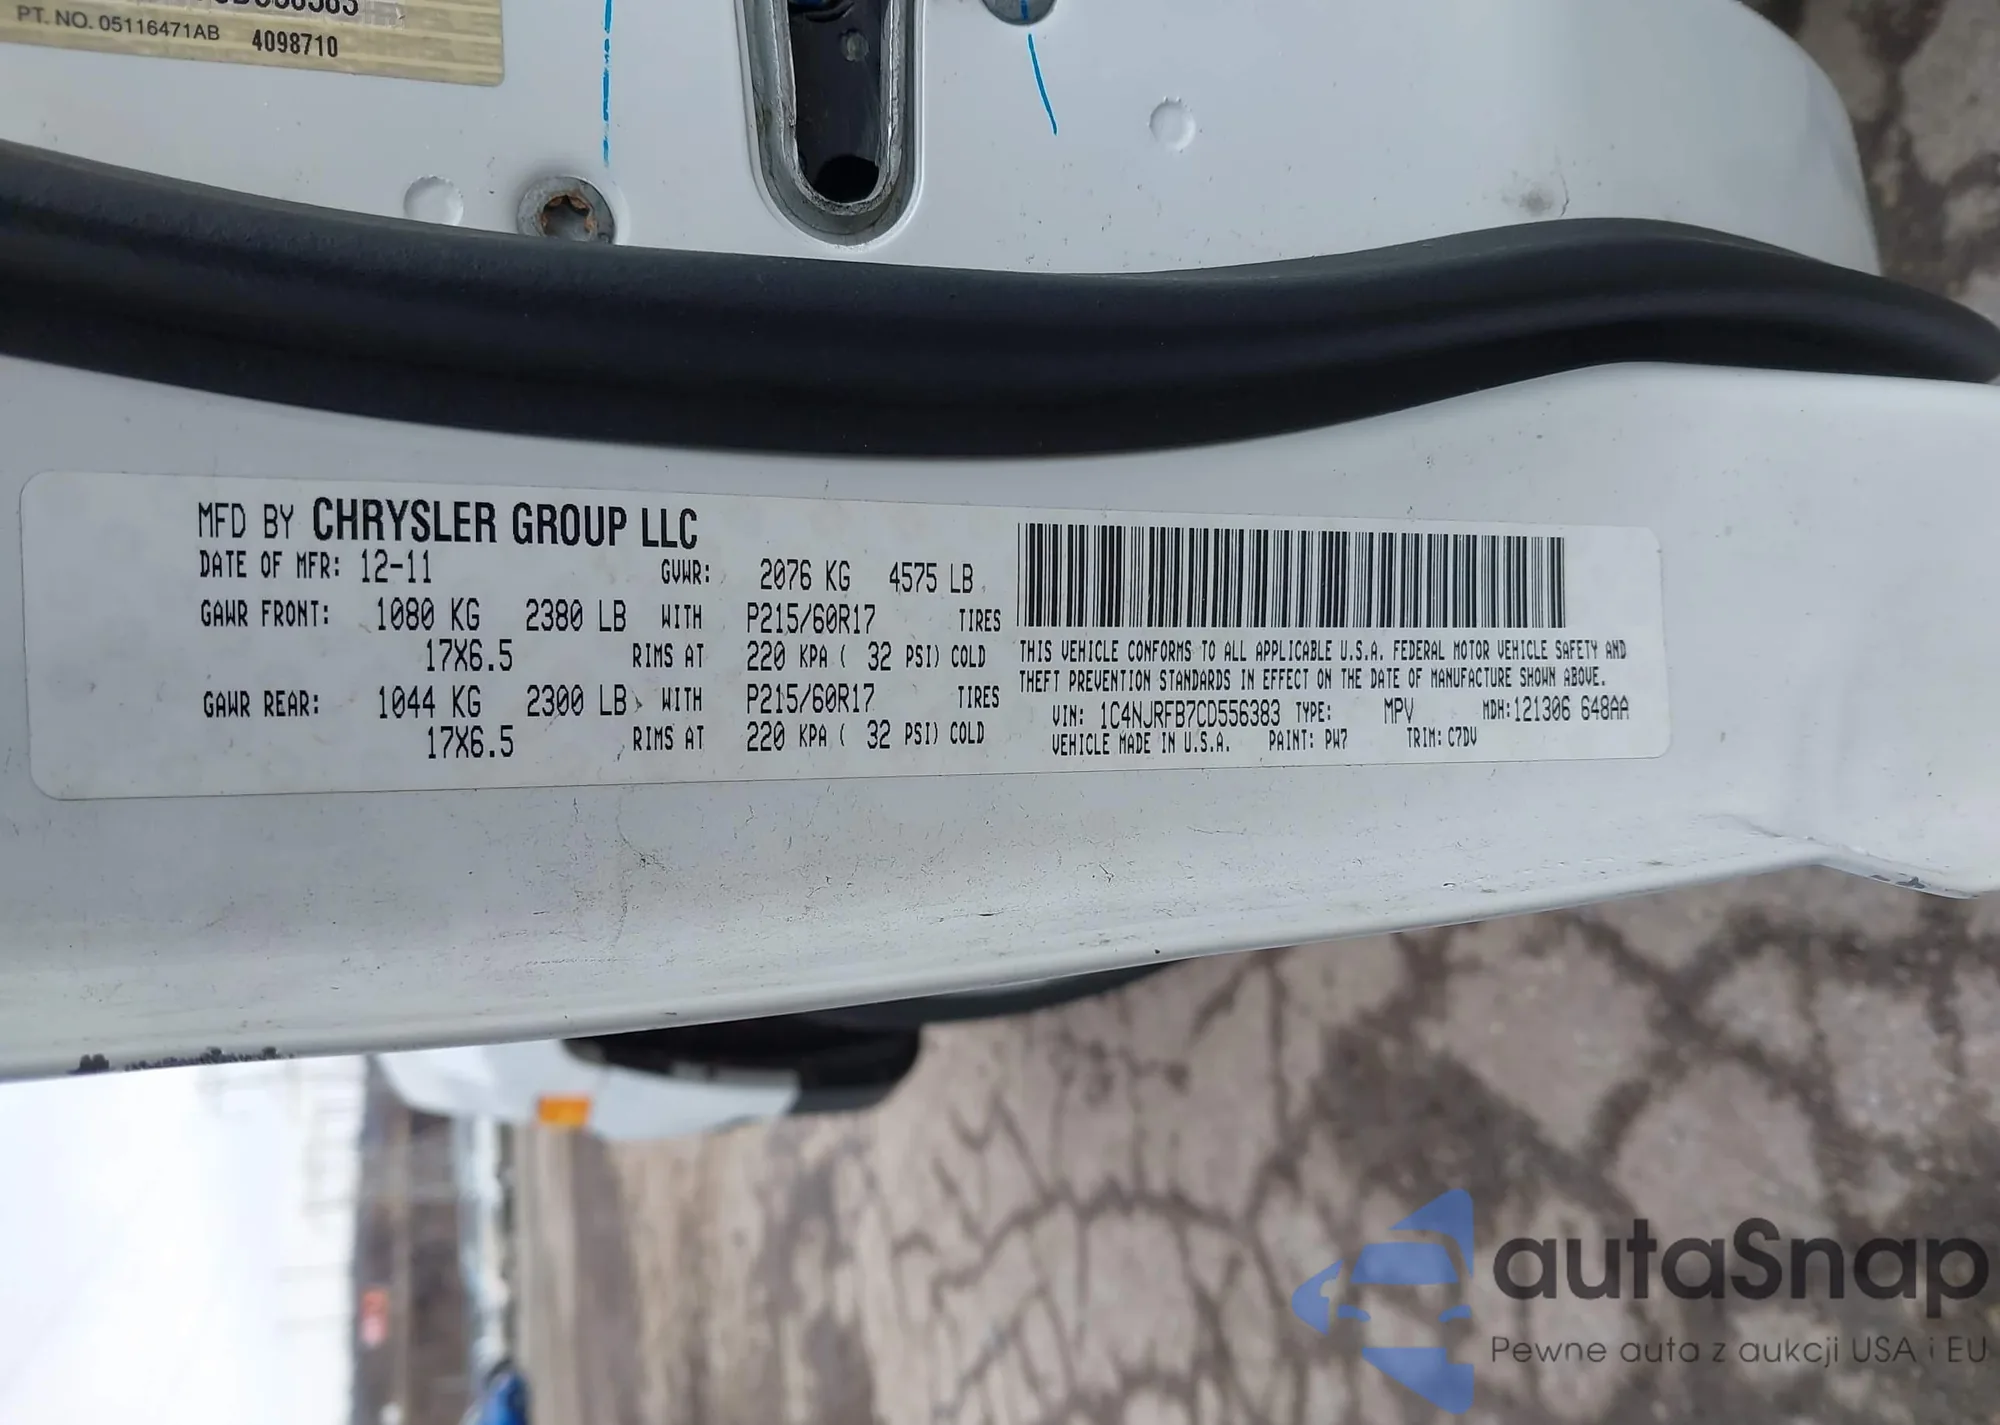 PT. NO. 05116471AB 4098710
MFD BY CHRYSLER GROUP LLC
DATE OF MFR: 12-11 GVWR: 2076 KG 4575 LB
GAWR FRONT: 1080 KG 2380 LB WITH P215/60R17 TIRES
17X6.5 RIMS AT 220 KPA ( 32 PSI) COLD
GAWR REAR: 1044 KG 2300 LB WITH P215/60R17 TIRES
17X6.5 RIMS AT 220 KPA ( 32 PSI) COLD
THIS VEHICLE CONFORMS TO ALL APPLICABLE U.S.A. FEDERAL MOTOR VEHICLE SAFETY AND
THEFT PREVENTION STANDARDS IN EFFECT ON THE DATE OF MANUFACTURE SHOWN ABOVE.
VIN: 1C4NJRFB7CD556383 TYPE: MPV MDH:121306 648AA
VEHICLE MADE IN U.S.A. PAINT: PW7 TRIM: C7DV
autaSnap
Pewne auta z aukcji USA i EU